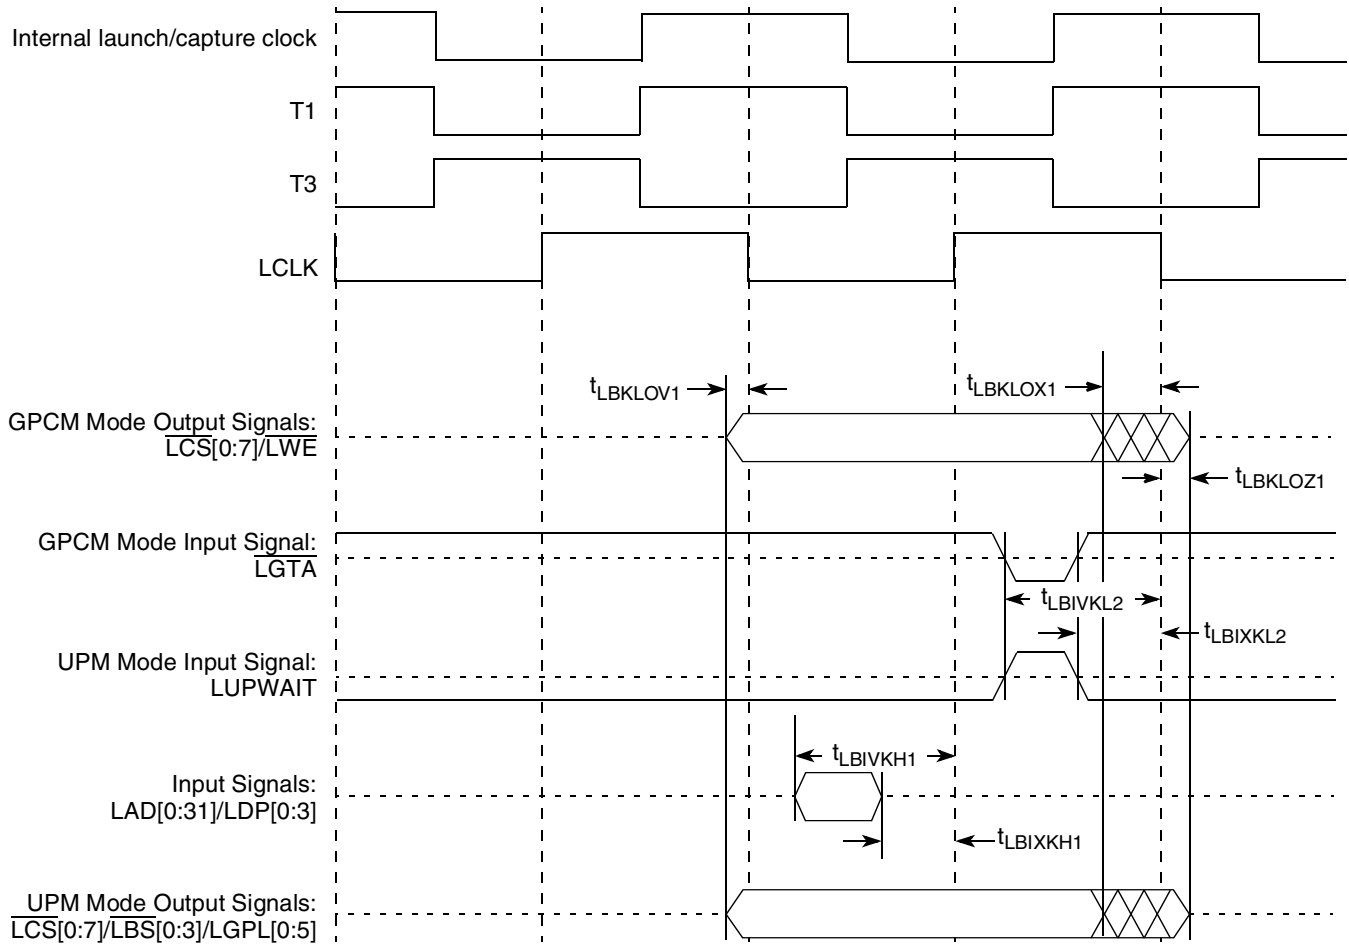 Internal launch/capture clock
T1
T3
LCLK
tLBKLOV1
tLBKLOX1
GPCM Mode Output Signals:
LCS[0:7]/LWE
tLBKLOZ1
GPCM Mode Input Signal:
LGTA
tLBIVKL2
tLBIXKL2
UPM Mode Input Signal:
LUPWAIT
tLBIVKH1
Input Signals:
LAD[0:31]/LDP[0:3]
tLBIXKH1
UPM Mode Output Signals:
LCS[0:7]/LBS[0:3]/LGPL[0:5]